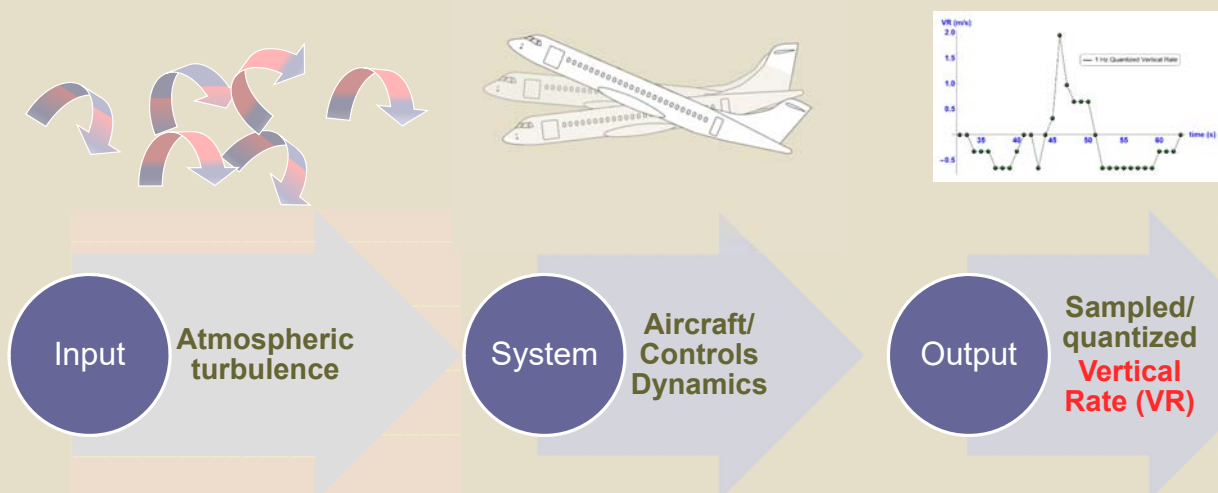 VR (m/s)
2.0
1.5
1.0
0.5
−0.5
1 Hz Quantized Vertical Rate
35
40
45
50
55
60
time (s)
Input
Atmospheric
turbulence
System
Aircraft/
Controls
Dynamics
Output
Sampled/
quantized
Vertical
Rate (VR)